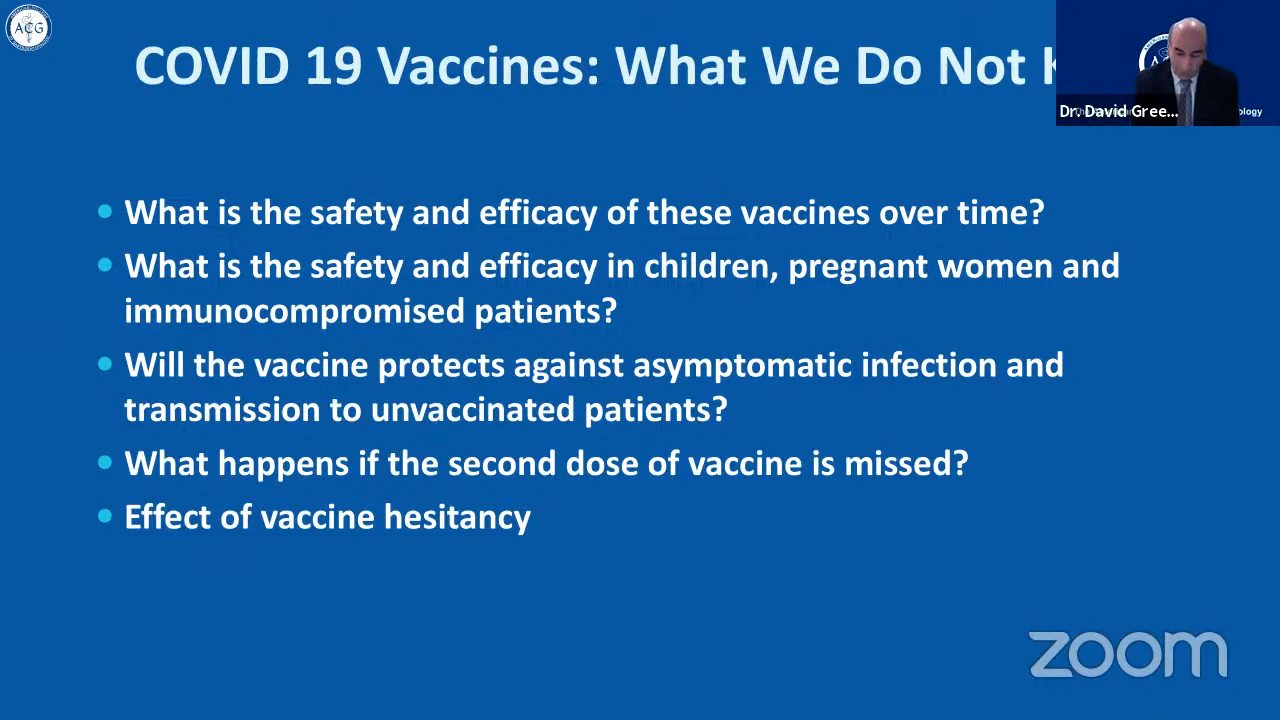 ACG
COVID 19 Vaccines: What We Do Not K
Dr. David Gree...
ology
• What is the safety and efficacy of these vaccines over time?
• What is the safety and efficacy in children, pregnant women and
immunocompromised patients?
• Will the vaccine protects against asymptomatic infection and
transmission to unvaccinated patients?
• What happens if the second dose of vaccine is missed?
• Effect of vaccine hesitancy
zoom